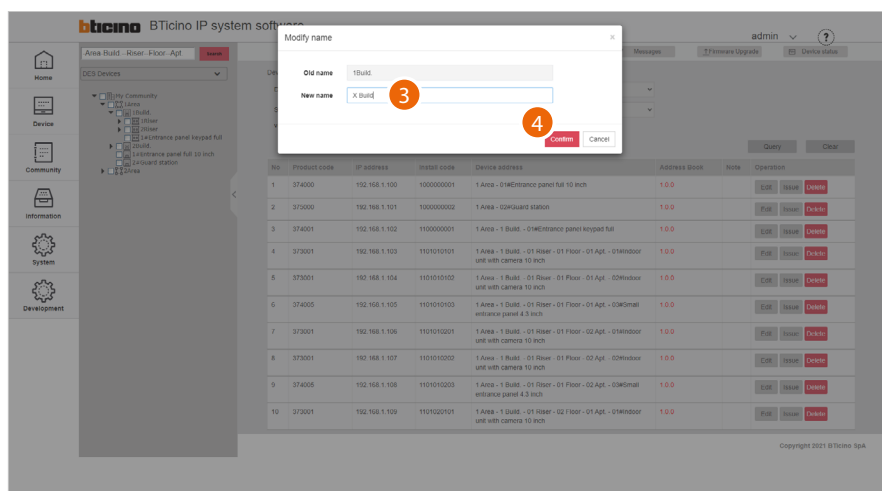 bticino BTicino IP system software
admin
?
Modify name
×
Old name 1Build.
New name X Build
3
4
Confirm Cancel
Home
Device
Community
Information
System
Development
Area-Build.-Riser- Floor- Apt. Search
DES Devices
My Community
1Area
1Build.
1Riser
2Riser
1#Entrance panel keypad full
2Build.
1#Entrance panel full 10 inch
2#Guard station
2Area
Messages Firmware Upgrade Device status
Query Clear
No Product code IP address Install code Device address Address Book Note Operation
1 374000 192.168.1.100 1000000001 1 Area - 01#Entrance panel full 10 inch 1.0.0 Edit Issue Delete
2 375000 192.168.1.101 1000000002 1 Area - 02#Guard station 1.0.0 Edit Issue Delete
3 374001 192.168.1.102 1100000001 1 Area - 1 Build. - 01#Entrance panel keypad full 1.0.0 Edit Issue Delete
4 373001 192.168.1.103 1101010101 1 Area - 1 Build. - 01 Riser - 01 Floor - 01 Apt. - 01#Indoor 1.0.0 Edit Issue Delete
unit with camera 10 inch
5 373001 192.168.1.104 1101010102 1 Area - 1 Build. - 01 Riser - 01 Floor - 01 Apt. - 02#Indoor 1.0.0 Edit Issue Delete
unit with camera 10 inch
6 374005 192.168.1.105 1101010103 1 Area - 1 Build. - 01 Riser - 01 Floor - 01 Apt. - 03#Small 1.0.0 Edit Issue Delete
entrance panel 4.3 inch
7 373001 192.168.1.106 1101010201 1 Area - 1 Build. - 01 Riser - 01 Floor - 02 Apt. - 01#Indoor 1.0.0 Edit Issue Delete
unit with camera 10 inch
8 373001 192.168.1.107 1101010202 1 Area - 1 Build. - 01 Riser - 01 Floor - 02 Apt. - 02#Indoor 1.0.0 Edit Issue Delete
unit with camera 10 inch
9 374005 192.168.1.108 1101010203 1 Area - 1 Build. - 01 Riser - 01 Floor - 02 Apt. - 03#Small 1.0.0 Edit Issue Delete
entrance panel 4.3 inch
10 373001 192.168.1.109 1101020101 1 Area - 1 Build. - 01 Riser - 02 Floor - 01 Apt. - 01#Indoor 1.0.0 Edit Issue Delete
unit with camera 10 inch
Copyright 2021 BTicino SpA